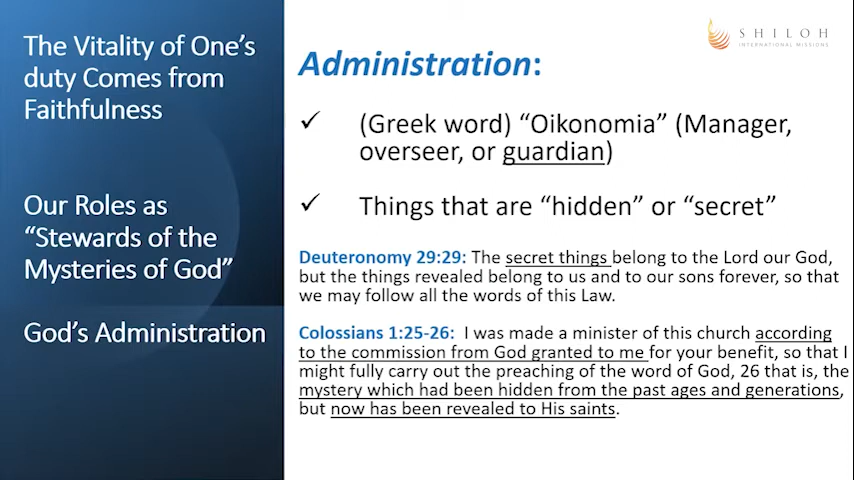 The Vitality of One's
duty Comes from
Faithfulness
Our Roles as
“Stewards of the
Mysteries of God”
God's Administration
SHILOH
INTERNATIONAL MISSIONS
Administration:
✓ (Greek word) “Oikonomia” (Manager,
overseer, or guardian)
✓ Things that are “hidden” or “secret”
Deuteronomy 29:29: The secret things belong to the Lord our God,
but the things revealed belong to us and to our sons forever, so that
we may follow all the words of this Law.
Colossians 1:25-26: I was made a minister of this church according
to the commission from God granted to me for your benefit, so that I
might fully carry out the preaching of the word of God, 26 that is, the
mystery which had been hidden from the past ages and generations,
but now has been revealed to His saints.